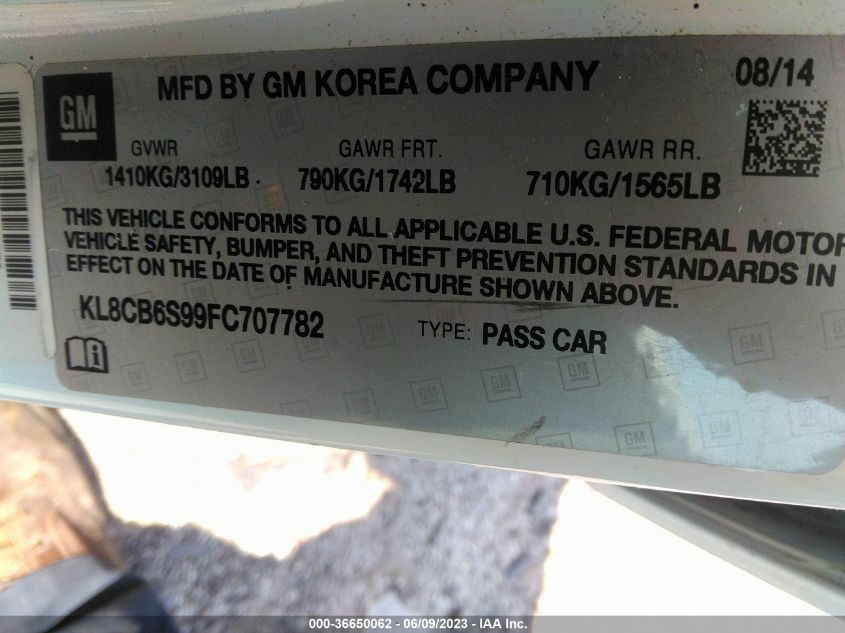 GM
MFD BY GM KOREA COMPANY
08/14
GVWR GAWR FRT. GAWR RR.
1410KG/3109LB 790KG/1742LB 710KG/1565LB
THIS VEHICLE CONFORMS TO ALL APPLICABLE U.S. FEDERAL MOTOR
VEHICLE SAFETY, BUMPER, AND THEFT PREVENTION STANDARDS IN
EFFECT ON THE DATE OF MANUFACTURE SHOWN ABOVE.
KL8CB6S99FC707782 TYPE: PASS CAR
000-36650062 - 06/09/2023 - IAA Inc.